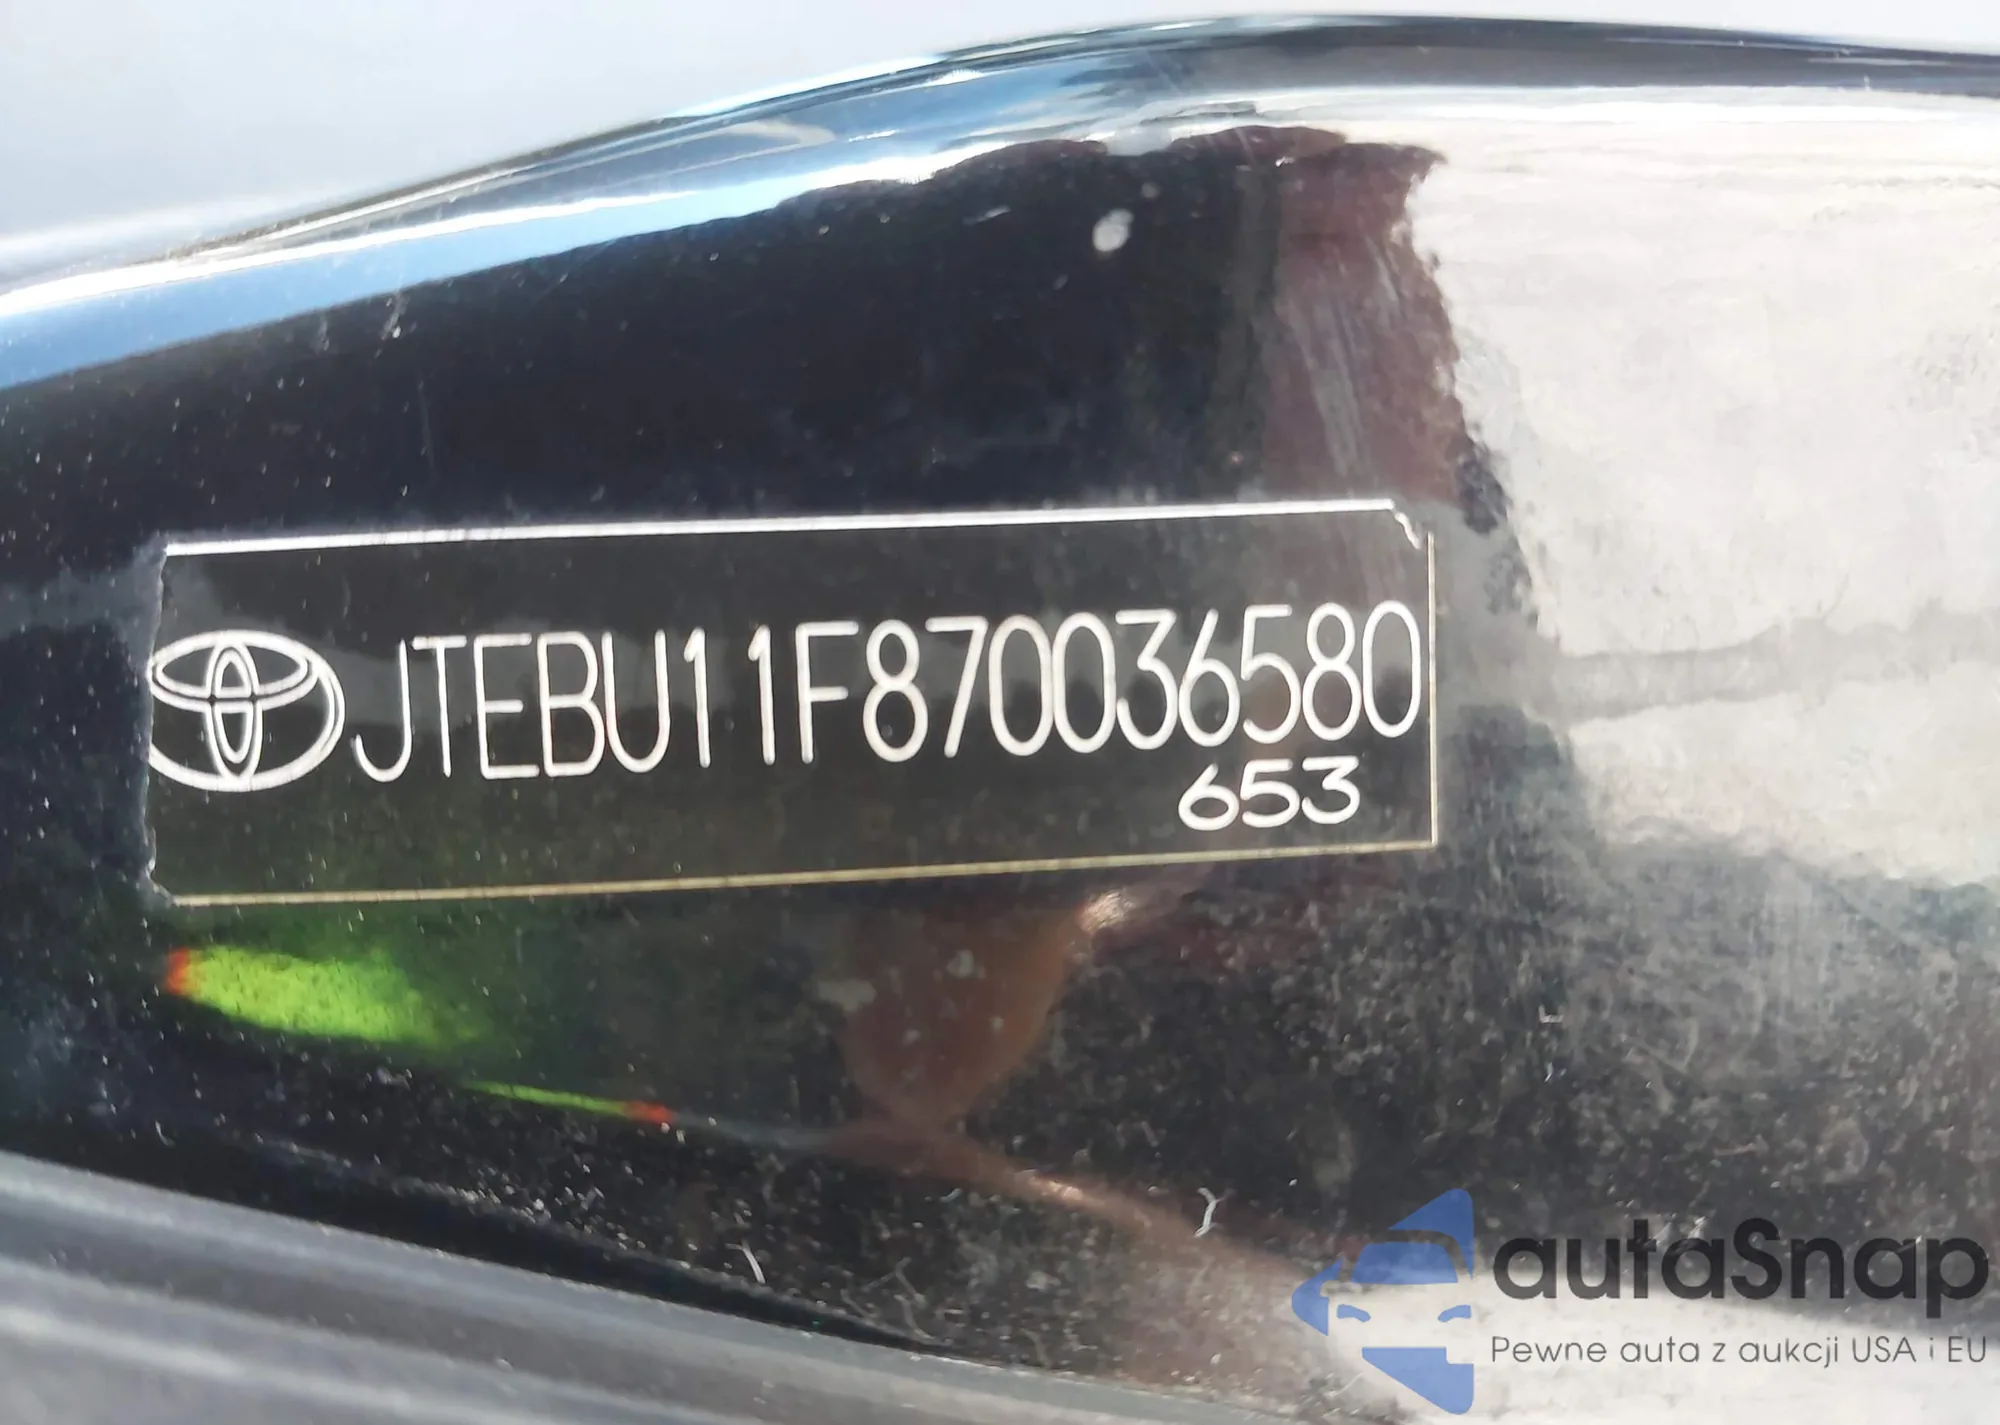 JTEBU11F870036580
653
autaSnap
Pewne auta z aukcji USA i EU